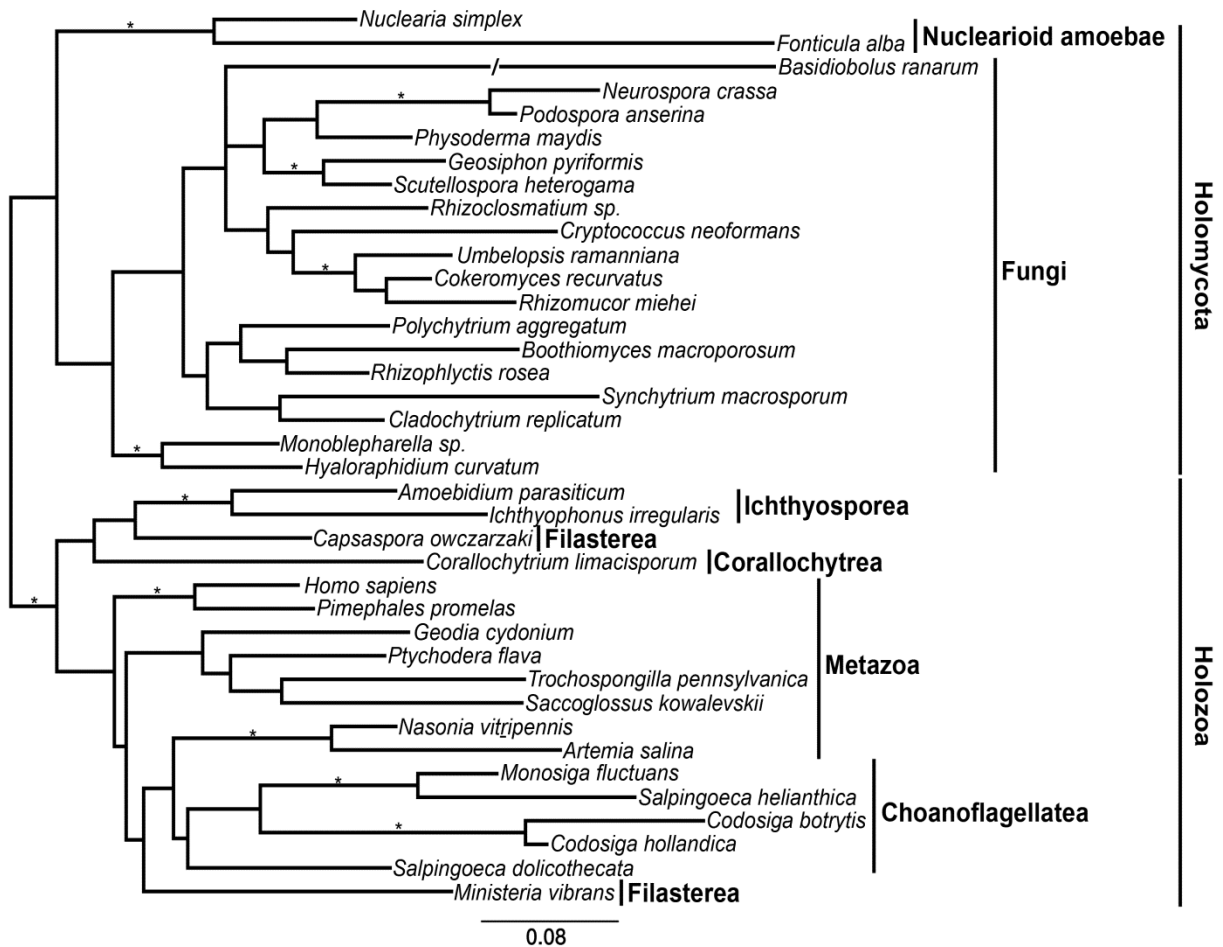 *
Nuclearia simplex
Fonticula alba
Nuclearioid amoebae
/
Basidiobolus ranarum
*
Neurospora crassa
Podospora anserina
Physoderma maydis
*
Geosiphon pyriformis
Scutellospora heterogama
Rhizoclosmatium sp.
Cryptococcus neoformans
*
Umbelopsis ramanniana
Cokeromyces recurvatus
Rhizomucor miehei
Fungi
Holomycota
Polychytrium aggregatum
Boothiomyces macroporosum
Rhizophlyctis rosea
Synchytrium macrosporum
Cladochytrium replicatum
*
Monoblepharella sp.
Hyaloraphidium curvatum
*
Amoebidium parasiticum
Ichthyophonus irregularis
Ichthyosporea
Capsaspora owczarzaki
Filasterea
Corallochytrium limacisporum
Corallochytrea
*
*
Homo sapiens
Pimephales promelas
Geodia cydonium
Ptychodera flava
Metazoa
Trochospongilla pennsylvanica
Saccoglossus kowalevskii
Holozoa
*
Nasonia vitripennis
Artemia salina
*
Monosiga fluctuans
Salpingoeca helianthica
Choanoflagellatea
*
Codosiga botrytis
Codosiga hollandica
Salpingoeca dolicothecata
Ministeria vibrans
Filasterea
0.08